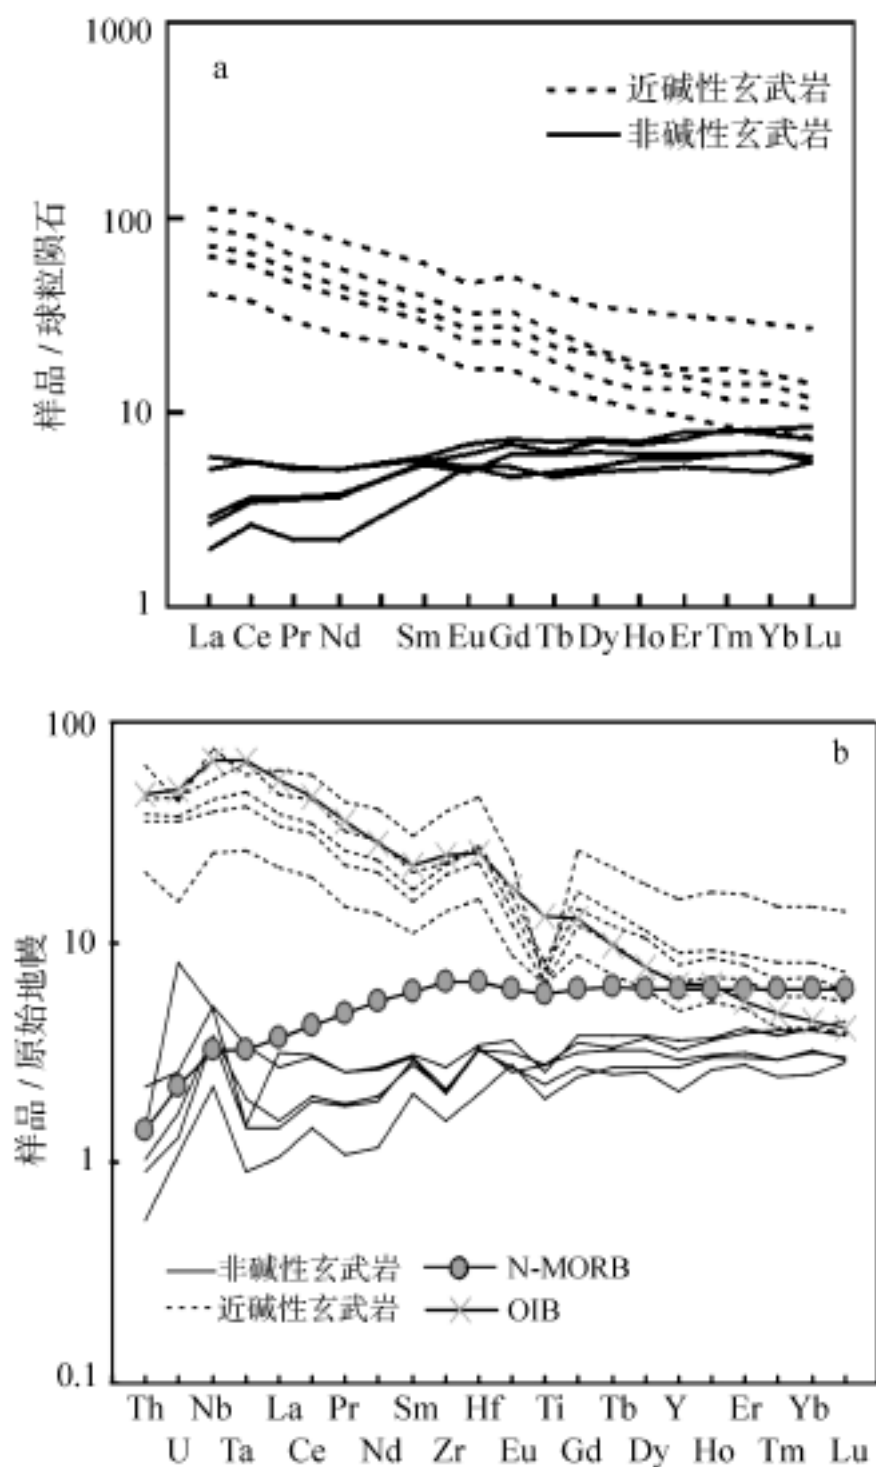 1000
a
近碱性玄武岩
非碱性玄武岩
100
样品 / 球粒陨石
10
1
La Ce Pr Nd Sm Eu Gd Tb Dy Ho Er Tm Yb Lu
100
b
10
样品 / 原始地幔
1
非碱性玄武岩 N-MORB
近碱性玄武岩 OIB
0.1
Th Nb La Pr Sm Hf Ti Tb Y Er Yb
U Ta Ce Nd Zr Eu Gd Dy Ho Tm Lu